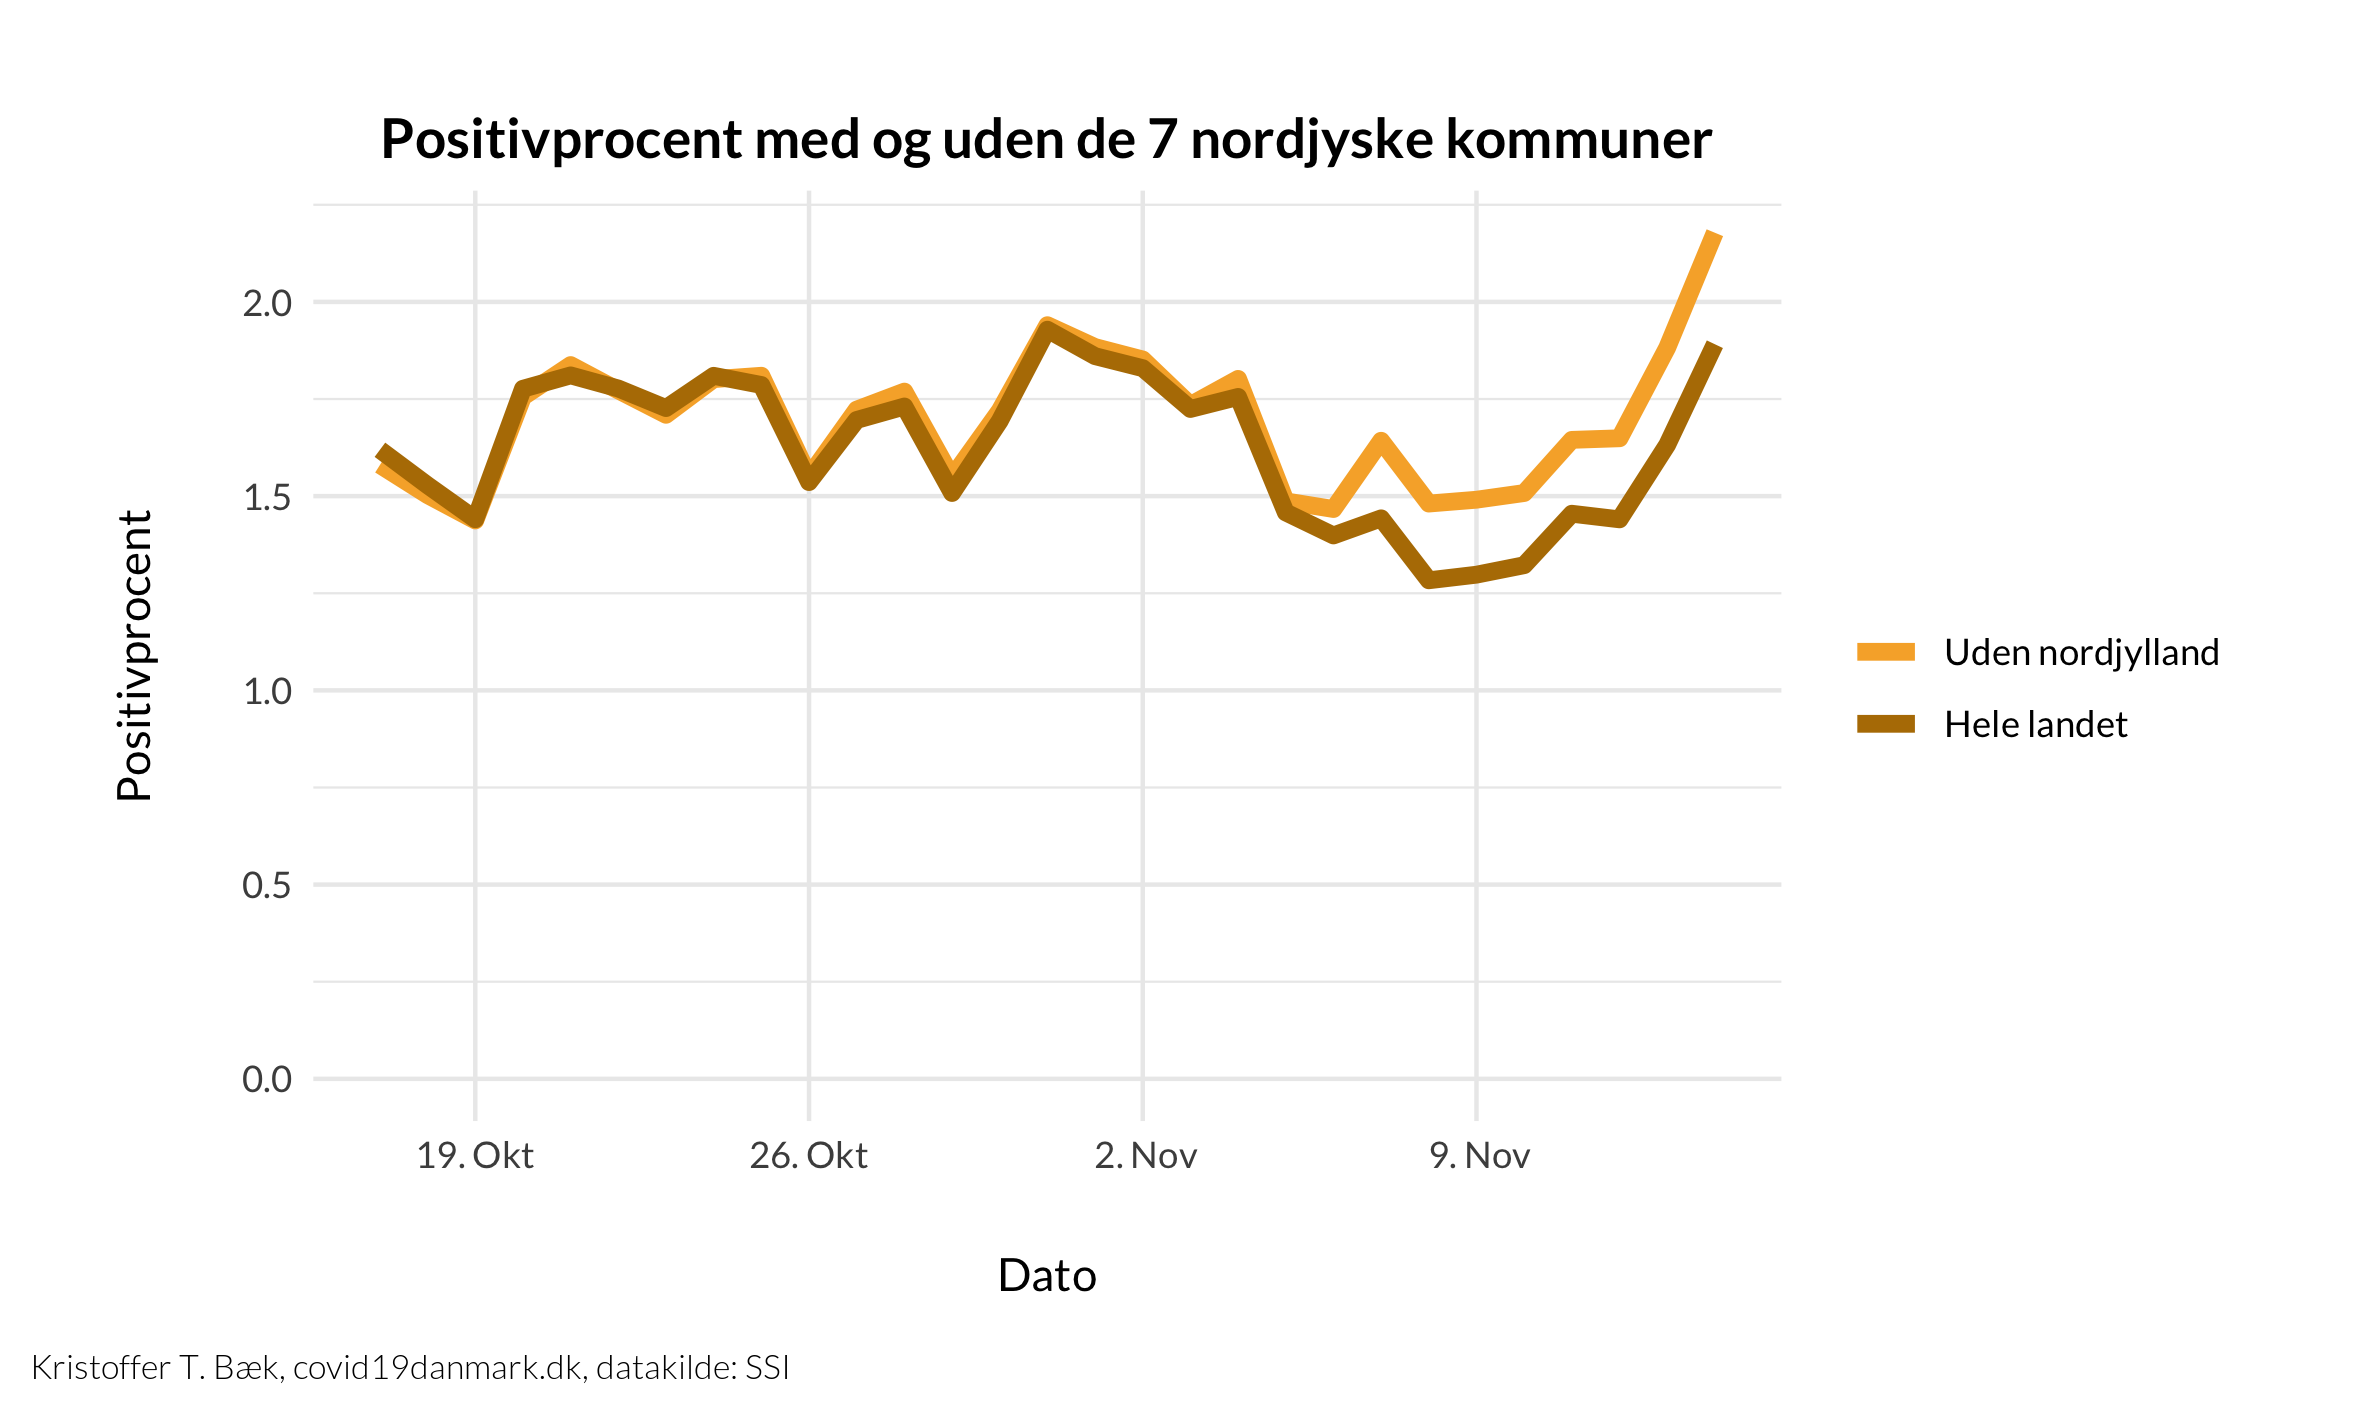 Positivprocent med og uden de 7 nordjyske kommuner
Positivprocent
2.0
1.5
1.0
0.5
0.0
19. Okt
26. Okt
2. Nov
9. Nov
Dato
Uden nordjylland
Hele landet
Kristoffer T. Bæk, covid19danmark.dk, datakilde: SSI